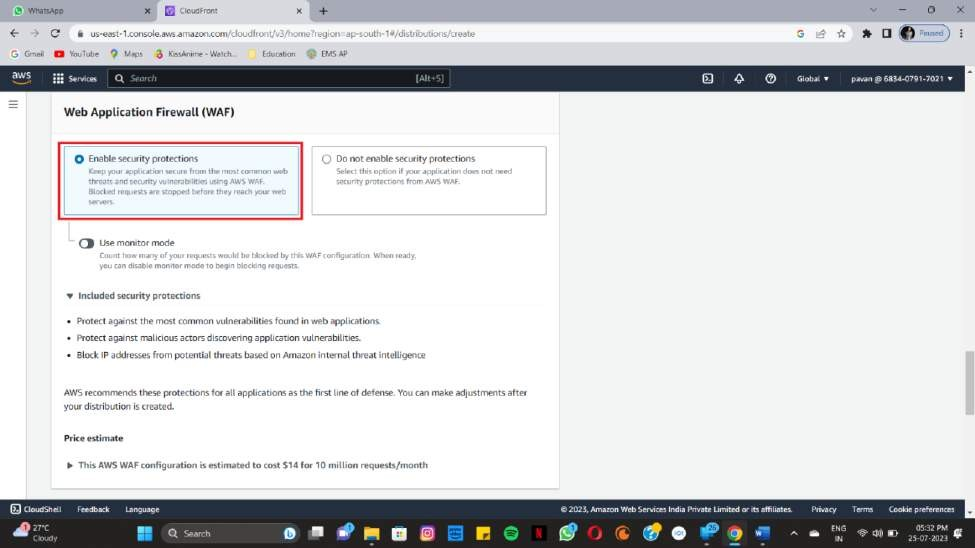 WhatsApp
CloudFront
us-east-1.console.aws.amazon.com/cloudfront/v3/home?region=ap-south-1#/distributions/create
Paused
Gmail YouTube Maps KissAnime - Watch... Education EMS AP
aws Services Search [Alt+S] Global pavan @ 6834-0791-7021
Web Application Firewall (WAF)
Enable security protections
Keep your application secure from the most common web
threats and security vulnerabilities using AWS WAF.
Blocked requests are stopped before they reach your web
servers.
Do not enable security protections
Select this option if your application does not need
security protections from AWS WAF.
Use monitor mode
Count how many of your requests would be blocked by this WAF configuration. When ready,
you can disable monitor mode to begin blocking requests.
Included security protections
• Protect against the most common vulnerabilities found in web applications.
• Protect against malicious actors discovering application vulnerabilities.
• Block IP addresses from potential threats based on Amazon internal threat intelligence
AWS recommends these protections for all applications as the first line of defense. You can make adjustments after
your distribution is created.
Price estimate
This AWS WAF configuration is estimated to cost $14 for 10 million requests/month
CloudShell Feedback Language © 2023, Amazon Web Services India Private Limited or its affiliates. Privacy Terms Cookie preferences
1
27°C
Cloudy
Search
ENG
IN
05:32 PM
25-07-2023